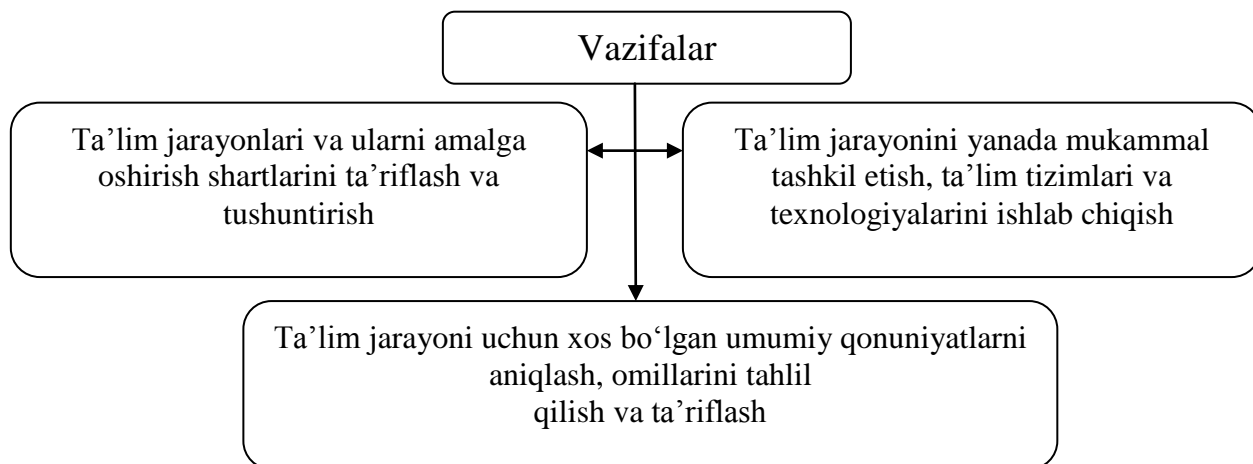 Vazifalar
Ta’lim jarayonlari va ularni amalga
oshirish shartlarini ta’riflash va
tushuntirish
Ta’lim jarayonini yanada mukammal
tashkil etish, ta’lim tizimlari va
texnologiyalarini ishlab chiqish
Ta’lim jarayoni uchun xos bo‘lgan umumiy qonuniyatlarni
aniqlash, omillarini tahlil
qilish va ta’riflash